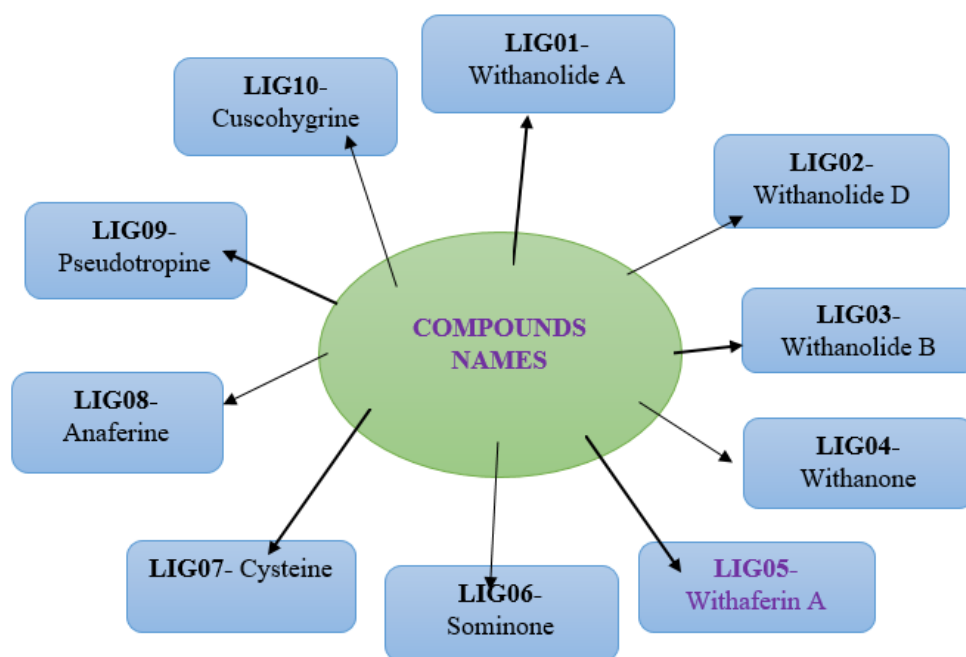 LIG01-
Withanolide A
LIG02-
Withanolide D
LIG03-
Withanolide B
LIG04-
Withanone
LIG05-
Withaferin A
LIG06-
Sominone
LIG07- Cysteine
LIG08-
Anaferine
LIG09-
Pseudotropine
LIG10-
Cuscohygrine
COMPOUNDS
NAMES